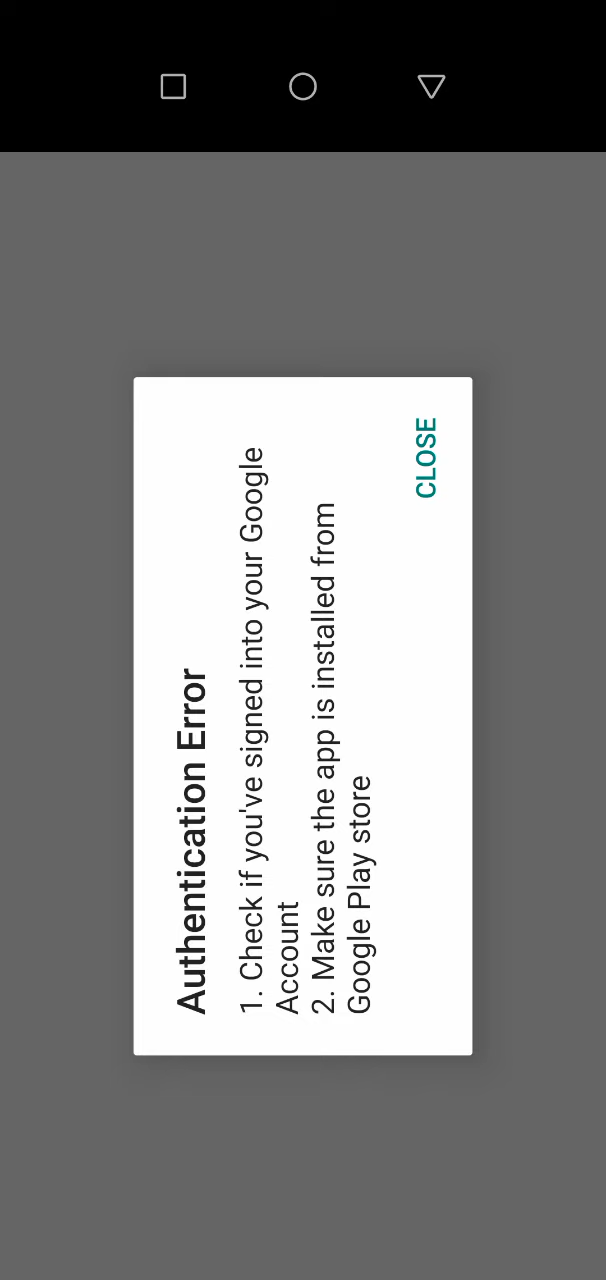 Authentication Error
1. Check if you've signed into your Google
Account
2. Make sure the app is installed from
Google Play store
CLOSE